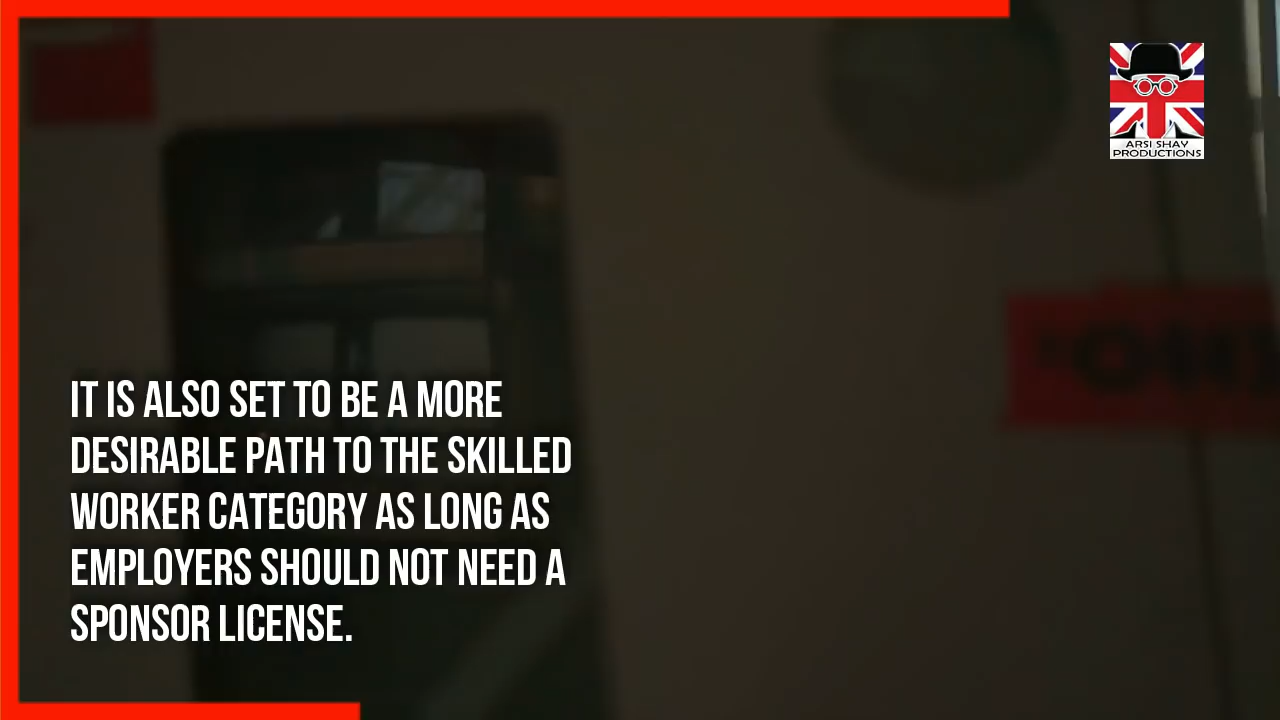 ARSI SHAY
PRODUCTIONS
IT IS ALSO SET TO BE A MORE
DESIRABLE PATH TO THE SKILLED
WORKER CATEGORY AS LONG AS
EMPLOYERS SHOULD NOT NEED A
SPONSOR LICENSE.